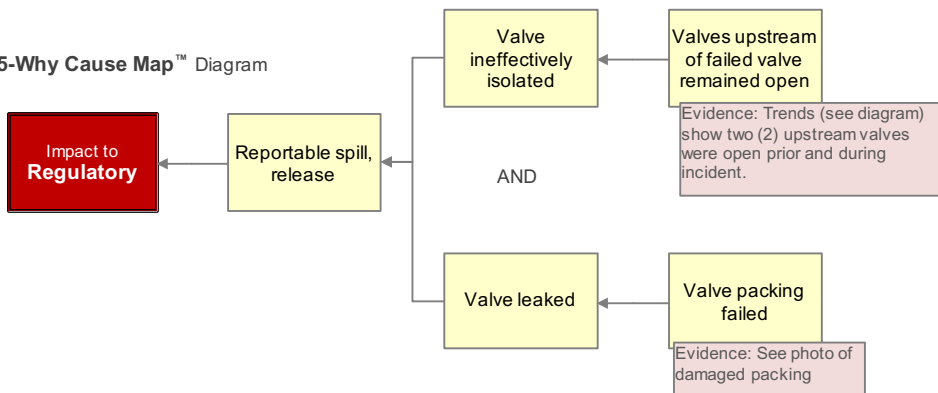 5-Why Cause Map™ Diagram
Impact to
Regulatory
Reportable spill,
release
Valve
ineffectively
isolated
Valves upstream
of failed valve
remained open
Evidence: Trends (see diagram)
show two (2) upstream valves
were open prior and during
incident.
AND
Valve leaked
Valve packing
failed
Evidence: See photo of
damaged packing